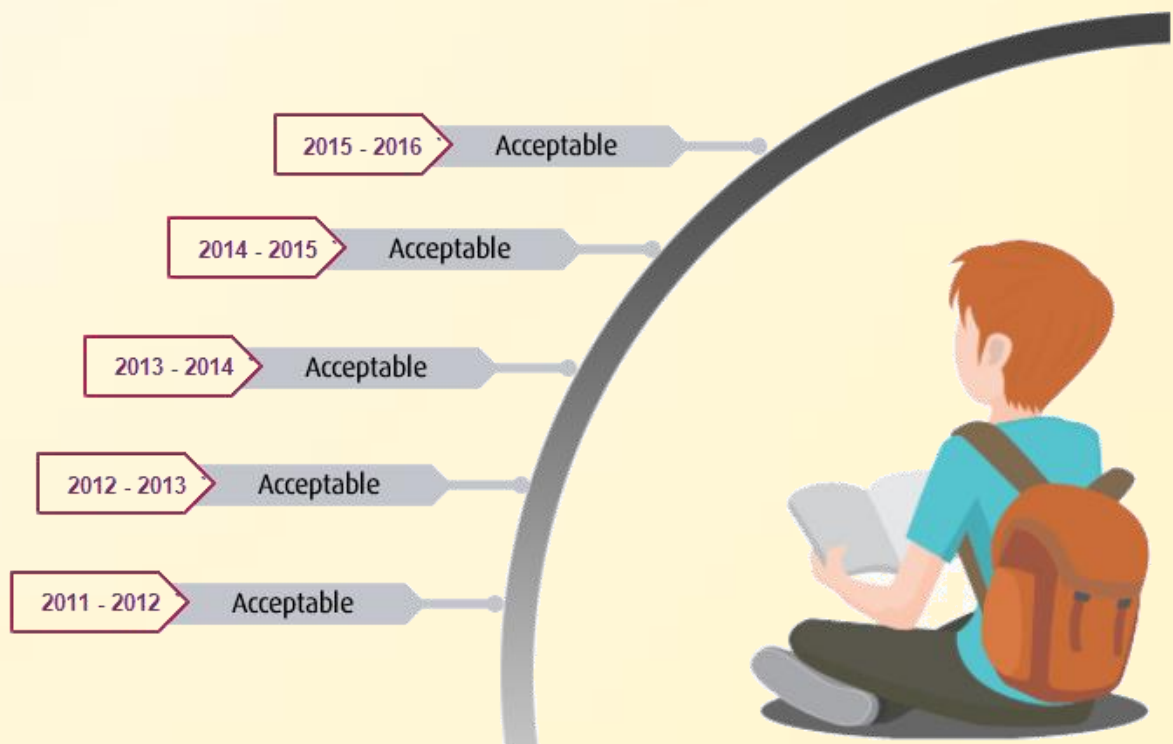 2015 - 2016 Acceptable
2014 - 2015 Acceptable
2013 - 2014 Acceptable
2012 - 2013 Acceptable
2011 - 2012 Acceptable